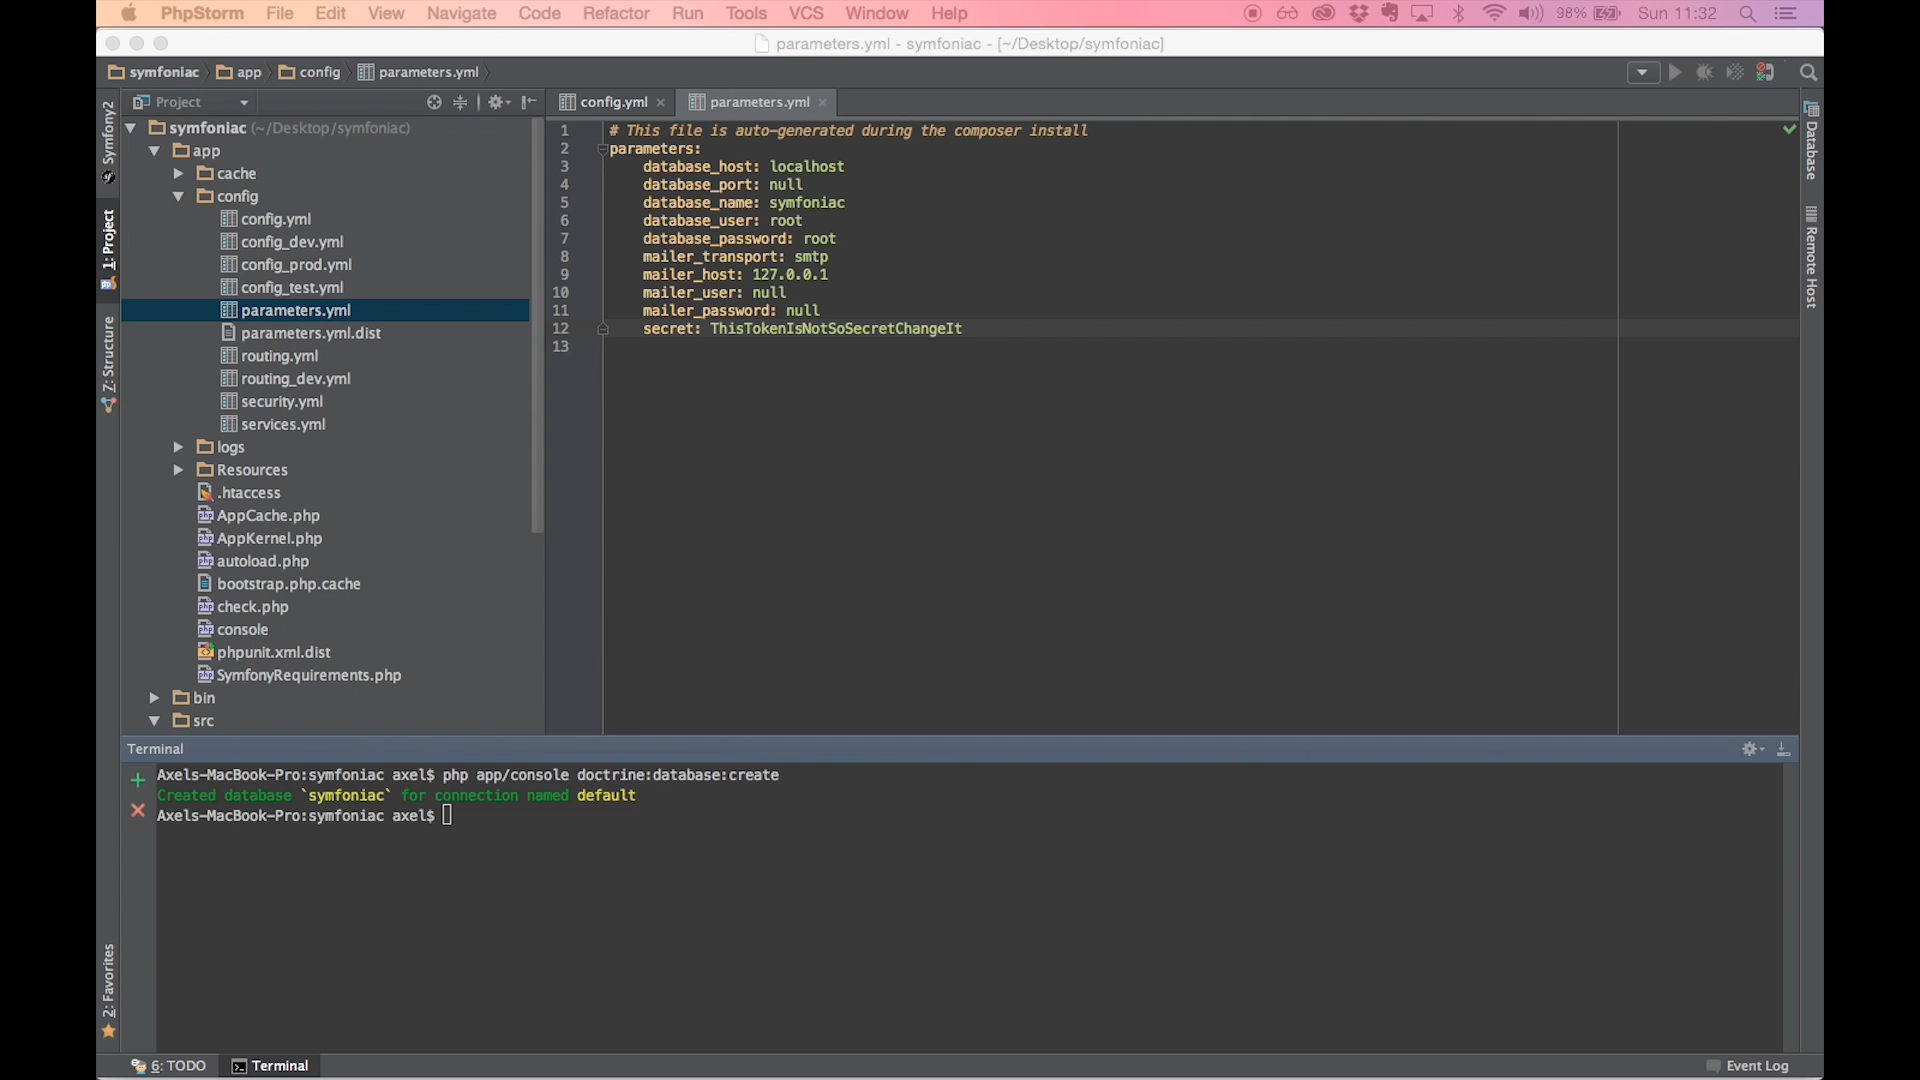 PhpStorm File Edit View Navigate Code Refactor Run Tools VCS Window Help 98% Sun 11:32
parameters.yml - symfoniac - [~/Desktop/symfoniac]
symfoniac app config parameters.yml
Project
config.yml parameters.yml
Symfony2
1: Project
7: Structure
2: Favorites
symfoniac (~/Desktop/symfoniac)
app
cache
config
config.yml
config_dev.yml
config_prod.yml
config_test.yml
parameters.yml
parameters.yml.dist
routing.yml
routing_dev.yml
security.yml
services.yml
logs
Resources
.htaccess
AppCache.php
AppKernel.php
autoload.php
bootstrap.php.cache
check.php
console
phpunit.xml.dist
SymfonyRequirements.php
bin
src
1 # This file is auto-generated during the composer install
2 parameters:
3 database_host: localhost
4 database_port: null
5 database_name: symfoniac
6 database_user: root
7 database_password: root
8 mailer_transport: smtp
9 mailer_host: 127.0.0.1
10 mailer_user: null
11 mailer_password: null
12 secret: ThisTokenIsNotSoSecretChangeIt
13
Database
Remote Host
Terminal
Axels-MacBook-Pro:symfoniac axel$ php app/console doctrine:database:create
Created database `symfoniac` for connection named default
Axels-MacBook-Pro:symfoniac axel$
6: TODO Terminal Event Log